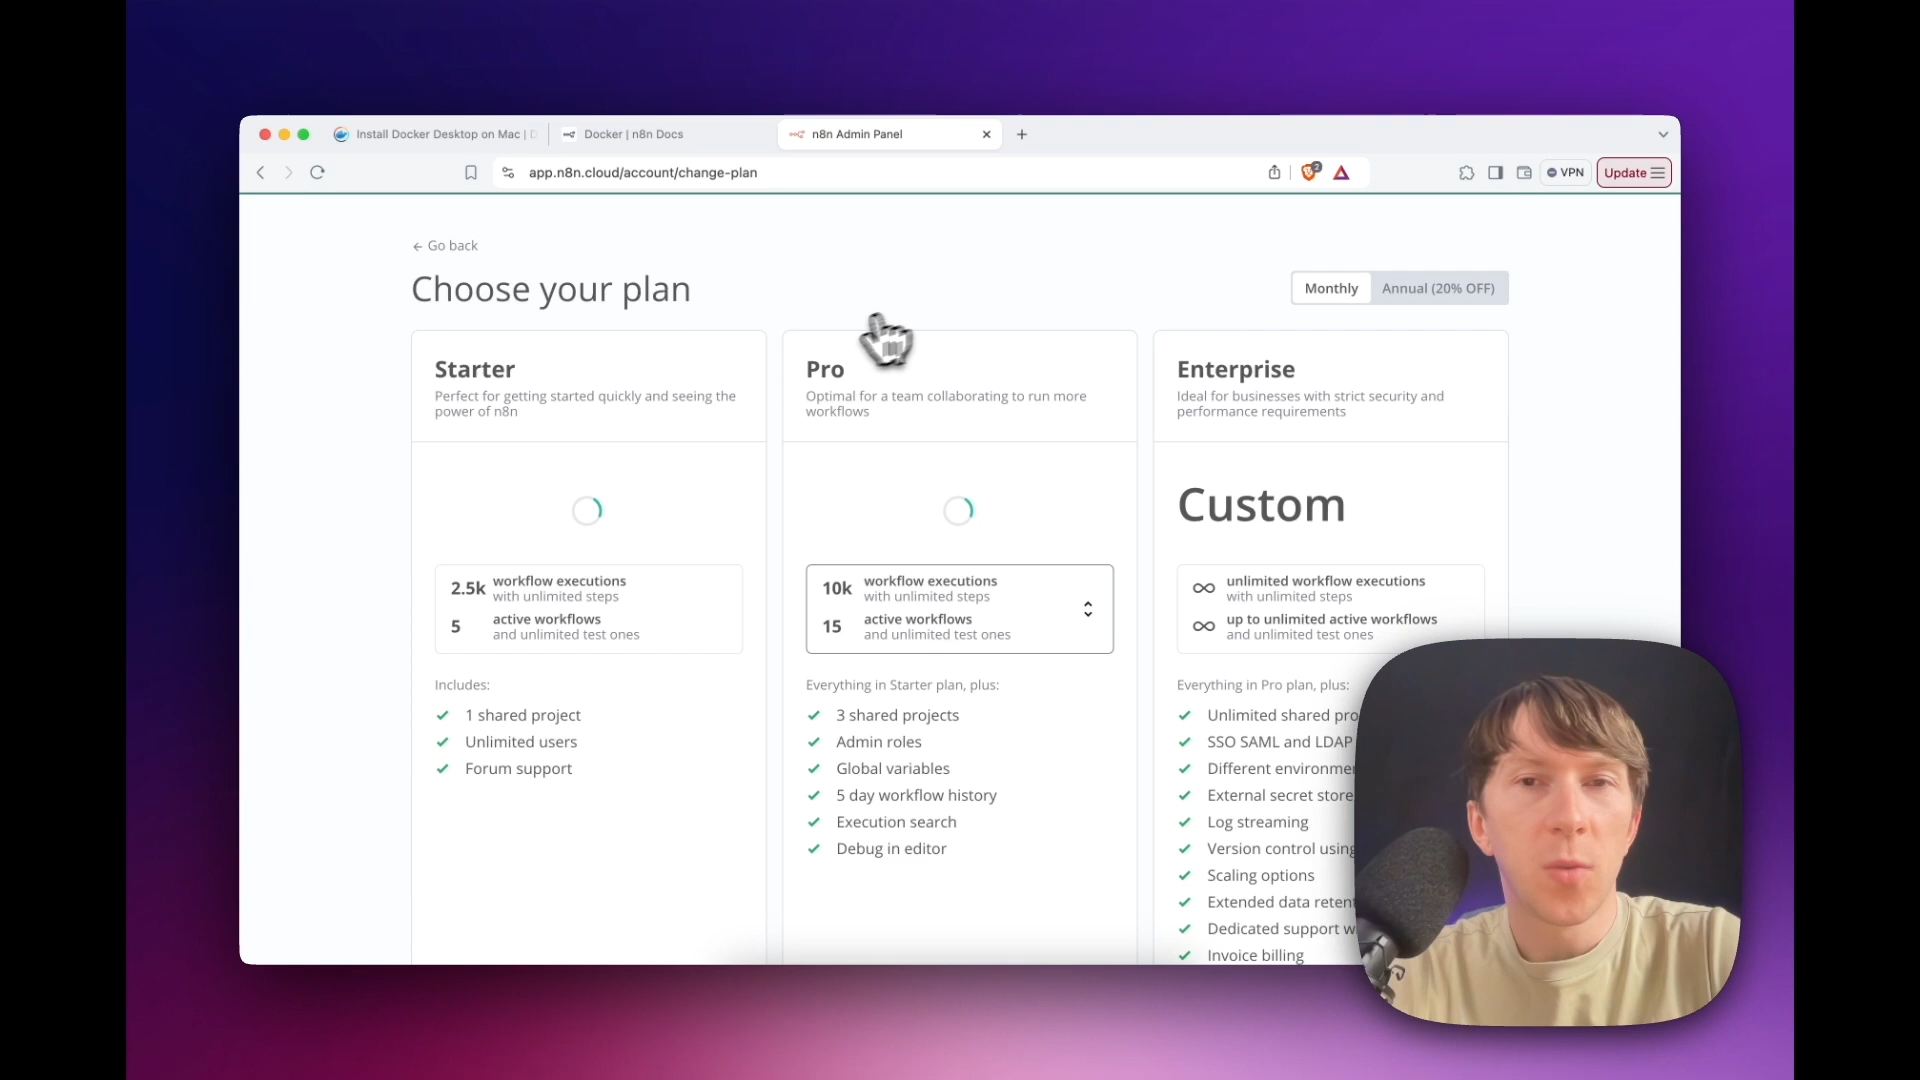 Install Docker Desktop on Mac | D
Docker | n8n Docs
n8n Admin Panel
app.n8n.cloud/account/change-plan
2
VPN
Update
← Go back
Choose your plan
Monthly
Annual (20% OFF)
Starter
Perfect for getting started quickly and seeing the
power of n8n
2.5k workflow executions
with unlimited steps
5 active workflows
and unlimited test ones
Includes:
1 shared project
Unlimited users
Forum support
Pro
Optimal for a team collaborating to run more
workflows
10k workflow executions
with unlimited steps
15 active workflows
and unlimited test ones
Everything in Starter plan, plus:
3 shared projects
Admin roles
Global variables
5 day workflow history
Execution search
Debug in editor
Enterprise
Ideal for businesses with strict security and
performance requirements
Custom
∞ unlimited workflow executions
with unlimited steps
∞ up to unlimited active workflows
and unlimited test ones
Everything in Pro plan, plus:
Unlimited shared pro
SSO SAML and LDAP
Different environme
External secret store
Log streaming
Version control using
Scaling options
Extended data retent
Dedicated support w
Invoice billing